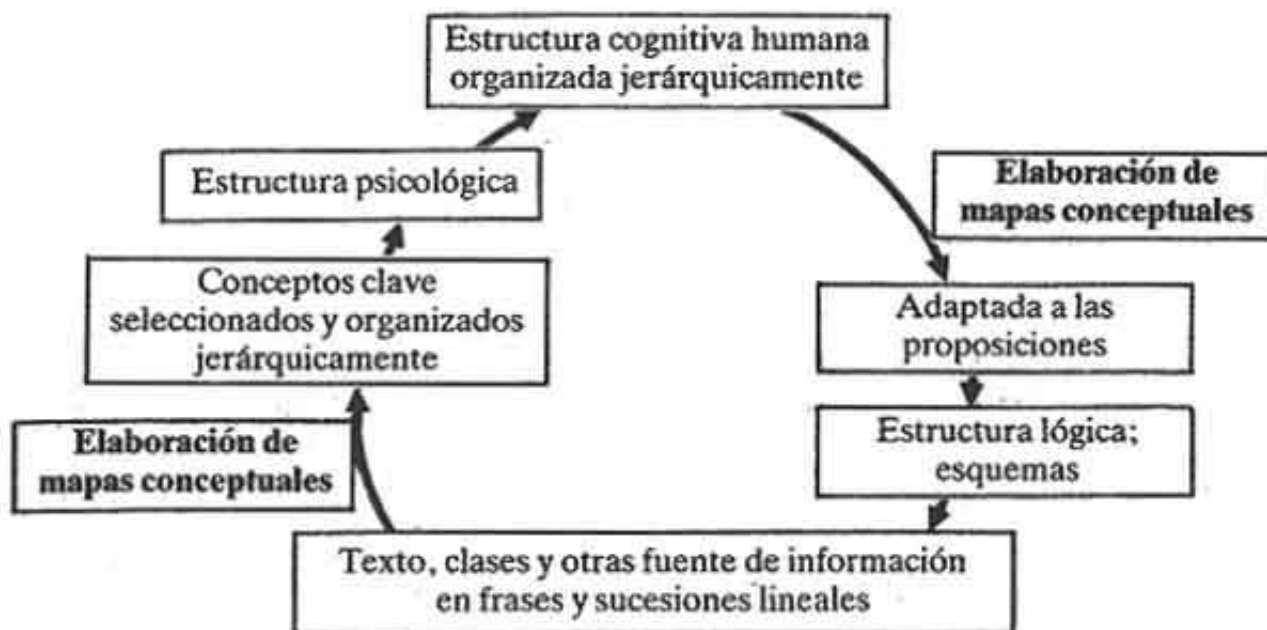 Estructura cognitiva humana
organizada jerárquicamente
Estructura psicológica
Elaboración de
mapas conceptuales
Conceptos clave
seleccionados y organizados
jerárquicamente
Adaptada a las
proposiciones
Elaboración de
mapas conceptuales
Estructura lógica;
esquemas
Texto, clases y otras fuente de información
en frases y sucesiones lineales